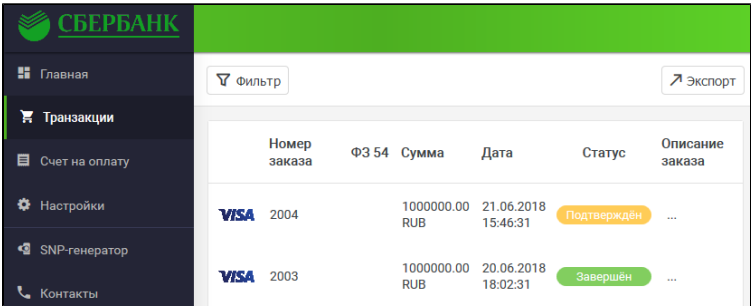 СБЕРБАНК
Главная
Транзакции
Счет на оплату
Настройки
SNP-генератор
Контакты
Фильтр
Экспорт
Номер заказа ФЗ 54 Сумма Дата Статус Описание заказа
VISA 2004 1000000.00 RUB 21.06.2018 15:46:31 Подтверждён ...
VISA 2003 1000000.00 RUB 20.06.2018 18:02:31 Завершён ...